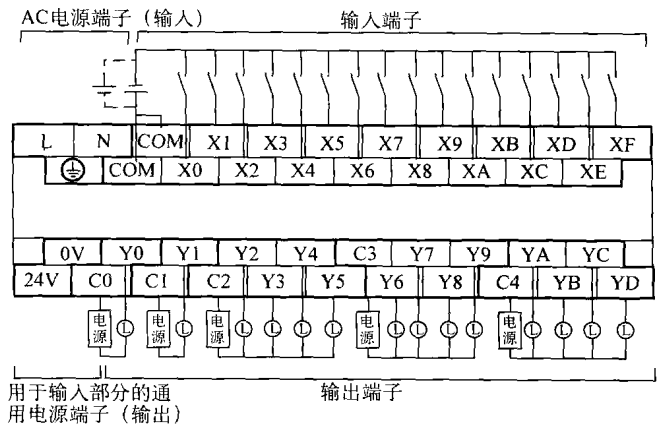 AC电源端子（输入） 输入端子
L N COM X1 X3 X5 X7 X9 XB XD XF
COM X0 X2 X4 X6 X8 XA XC XE
0V Y0 Y1 Y2 Y4 C3 Y7 Y9 YA YC
24V C0 C1 C2 Y3 Y5 Y6 Y8 C4 YB YD
电源 L 电源 L 电源 L L L L 电源 L L L L 电源 L L L L
用于输入部分的通 输出端子
用电源端子（输出）